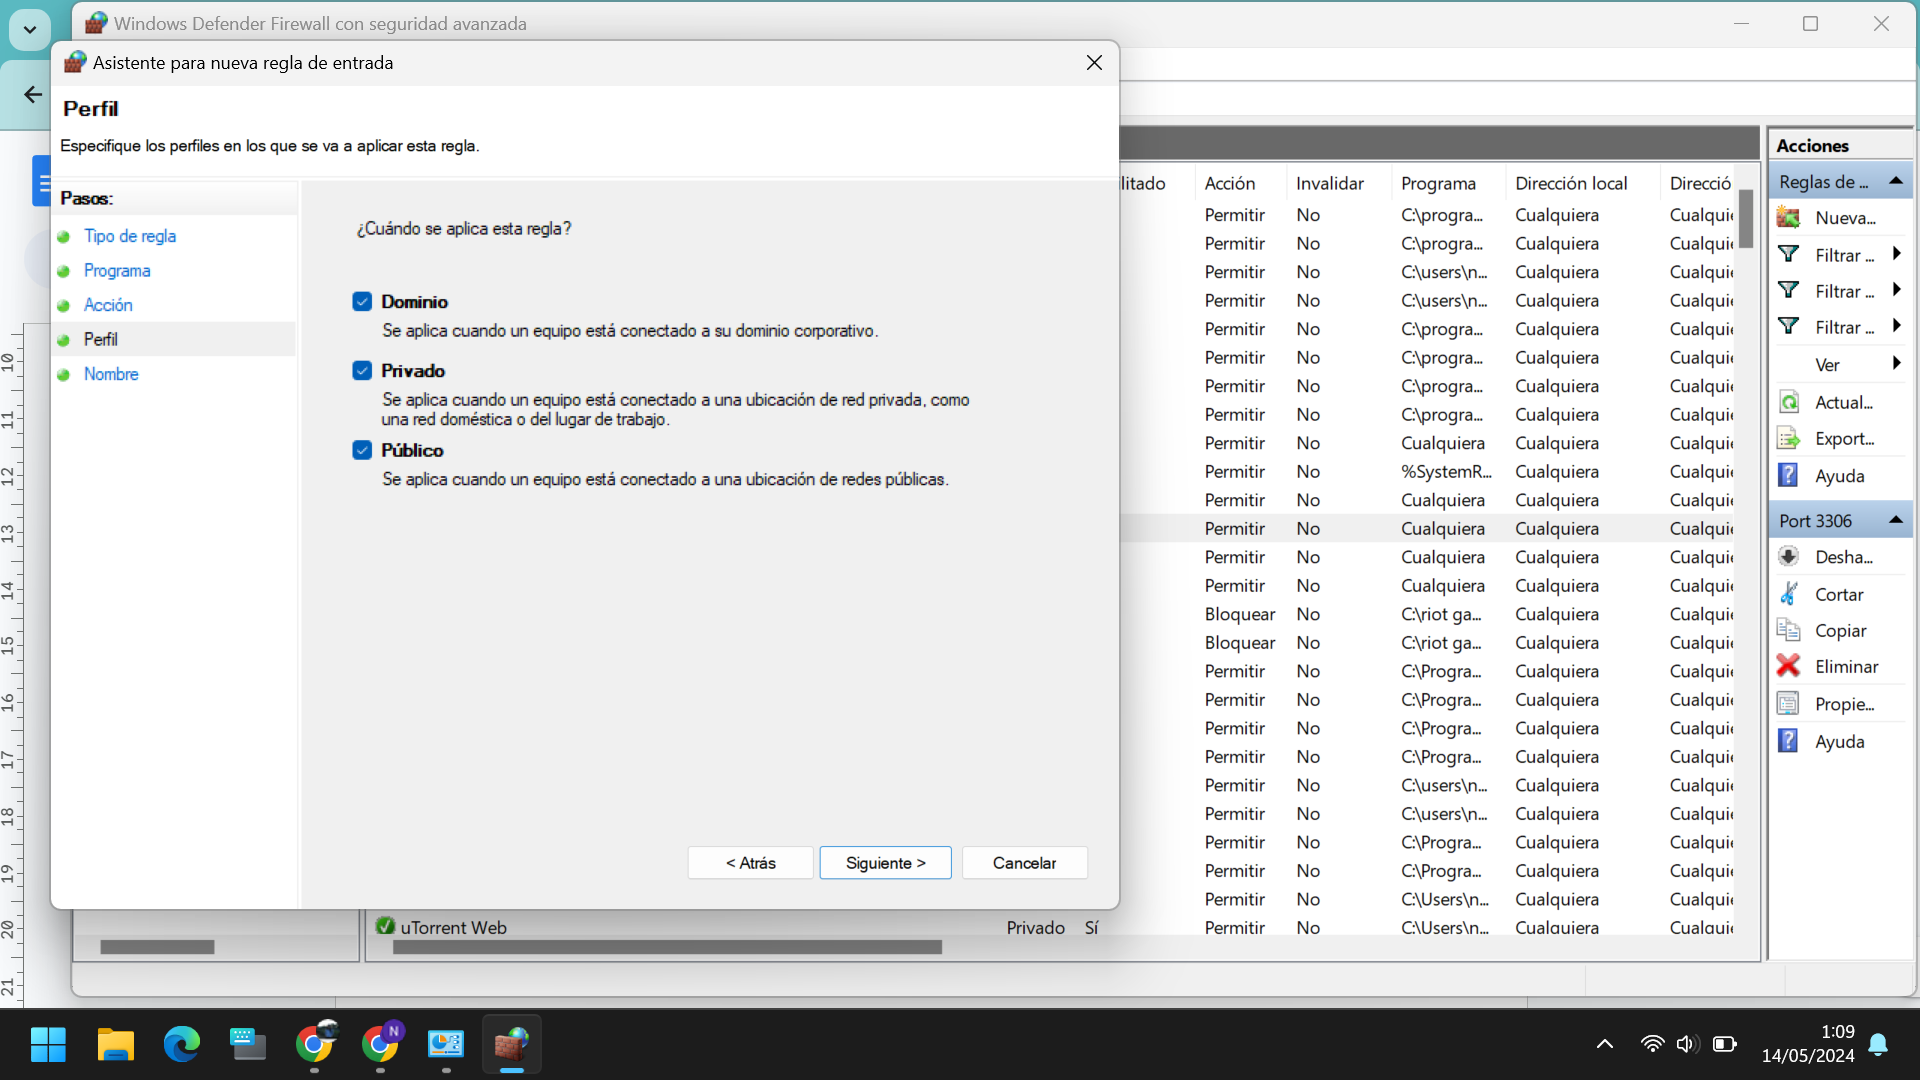 Windows Defender Firewall con seguridad avanzada
Asistente para nueva regla de entrada
Perfil
Especifique los perfiles en los que se va a aplicar esta regla.
Pasos:
Tipo de regla
Programa
Acción
Perfil
Nombre
¿Cuándo se aplica esta regla?
Dominio
Se aplica cuando un equipo está conectado a su dominio corporativo.
Privado
Se aplica cuando un equipo está conectado a una ubicación de red privada, como
una red doméstica o del lugar de trabajo.
Público
Se aplica cuando un equipo está conectado a una ubicación de redes públicas.
< Atrás Siguiente > Cancelar
litado Acción Invalidar Programa Dirección local Direcció
Permitir No C:\progra... Cualquiera Cualqui
Permitir No C:\progra... Cualquiera Cualqui
Permitir No C:\users\n... Cualquiera Cualqui
Permitir No C:\users\n... Cualquiera Cualqui
Permitir No C:\progra... Cualquiera Cualqui
Permitir No C:\progra... Cualquiera Cualqui
Permitir No C:\progra... Cualquiera Cualqui
Permitir No C:\progra... Cualquiera Cualqui
Permitir No Cualquiera Cualquiera Cualqui
Permitir No %SystemR... Cualquiera Cualqui
Permitir No Cualquiera Cualquiera Cualqui
Permitir No Cualquiera Cualquiera Cualqui
Permitir No Cualquiera Cualquiera Cualqui
Permitir No Cualquiera Cualquiera Cualqui
Bloquear No C:\riot ga... Cualquiera Cualqui
Bloquear No C:\riot ga... Cualquiera Cualqui
Permitir No C:\Progra... Cualquiera Cualqui
Permitir No C:\Progra... Cualquiera Cualqui
Permitir No C:\Progra... Cualquiera Cualqui
Permitir No C:\Progra... Cualquiera Cualqui
Permitir No C:\users\n... Cualquiera Cualqui
Permitir No C:\users\n... Cualquiera Cualqui
Permitir No C:\Progra... Cualquiera Cualqui
Permitir No C:\Progra... Cualquiera Cualqui
Permitir No C:\Users\n... Cualquiera Cualqui
uTorrent Web Privado Sí Permitir No C:\Users\n... Cualquiera Cualqui
Acciones
Reglas de ...
Nueva...
Filtrar ...
Filtrar ...
Filtrar ...
Ver
Actual...
Export...
Ayuda
Port 3306
Desha...
Cortar
Copiar
Eliminar
Propie...
Ayuda
10
11
12
13
14
15
16
17
18
19
20
21
N
1:09
14/05/2024